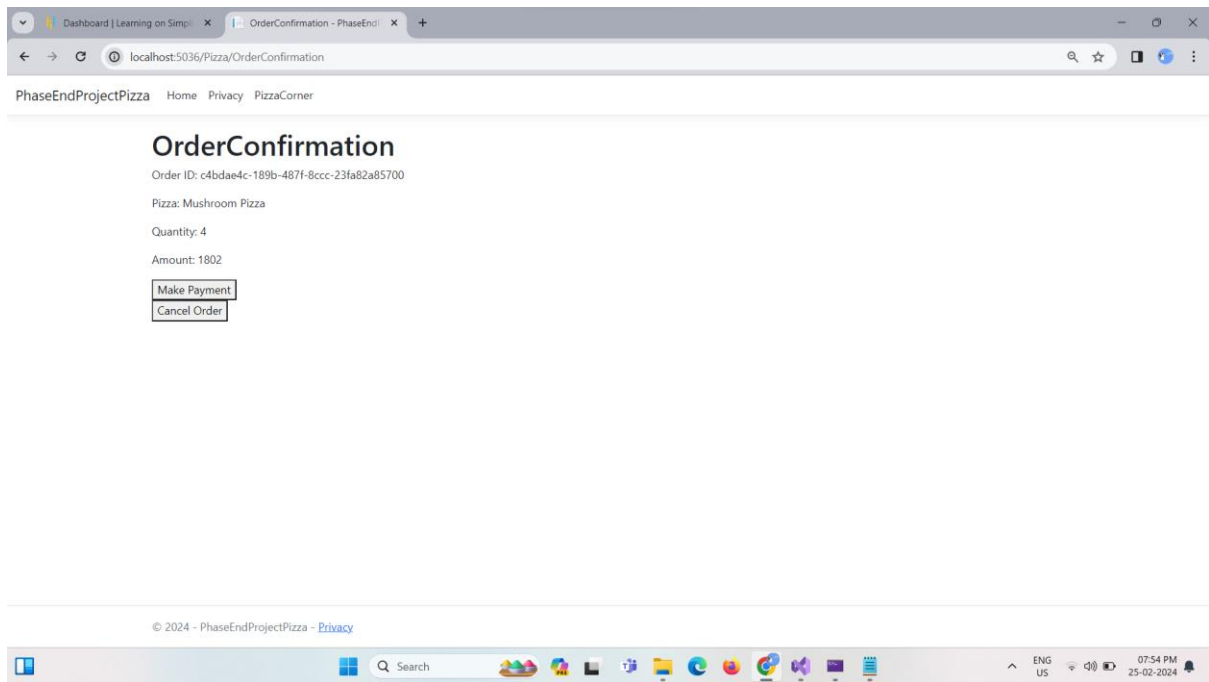 Dashboard | Learning on Simpli
OrderConfirmation - PhaseEndP
localhost:5036/Pizza/OrderConfirmation
PhaseEndProjectPizza Home Privacy PizzaCorner
OrderConfirmation
Order ID: c4bdae4c-189b-487f-8ccc-23fa82a85700
Pizza: Mushroom Pizza
Quantity: 4
Amount: 1802
Make Payment
Cancel Order
© 2024 - PhaseEndProjectPizza - Privacy
Search
ENG
US
07:54 PM
25-02-2024